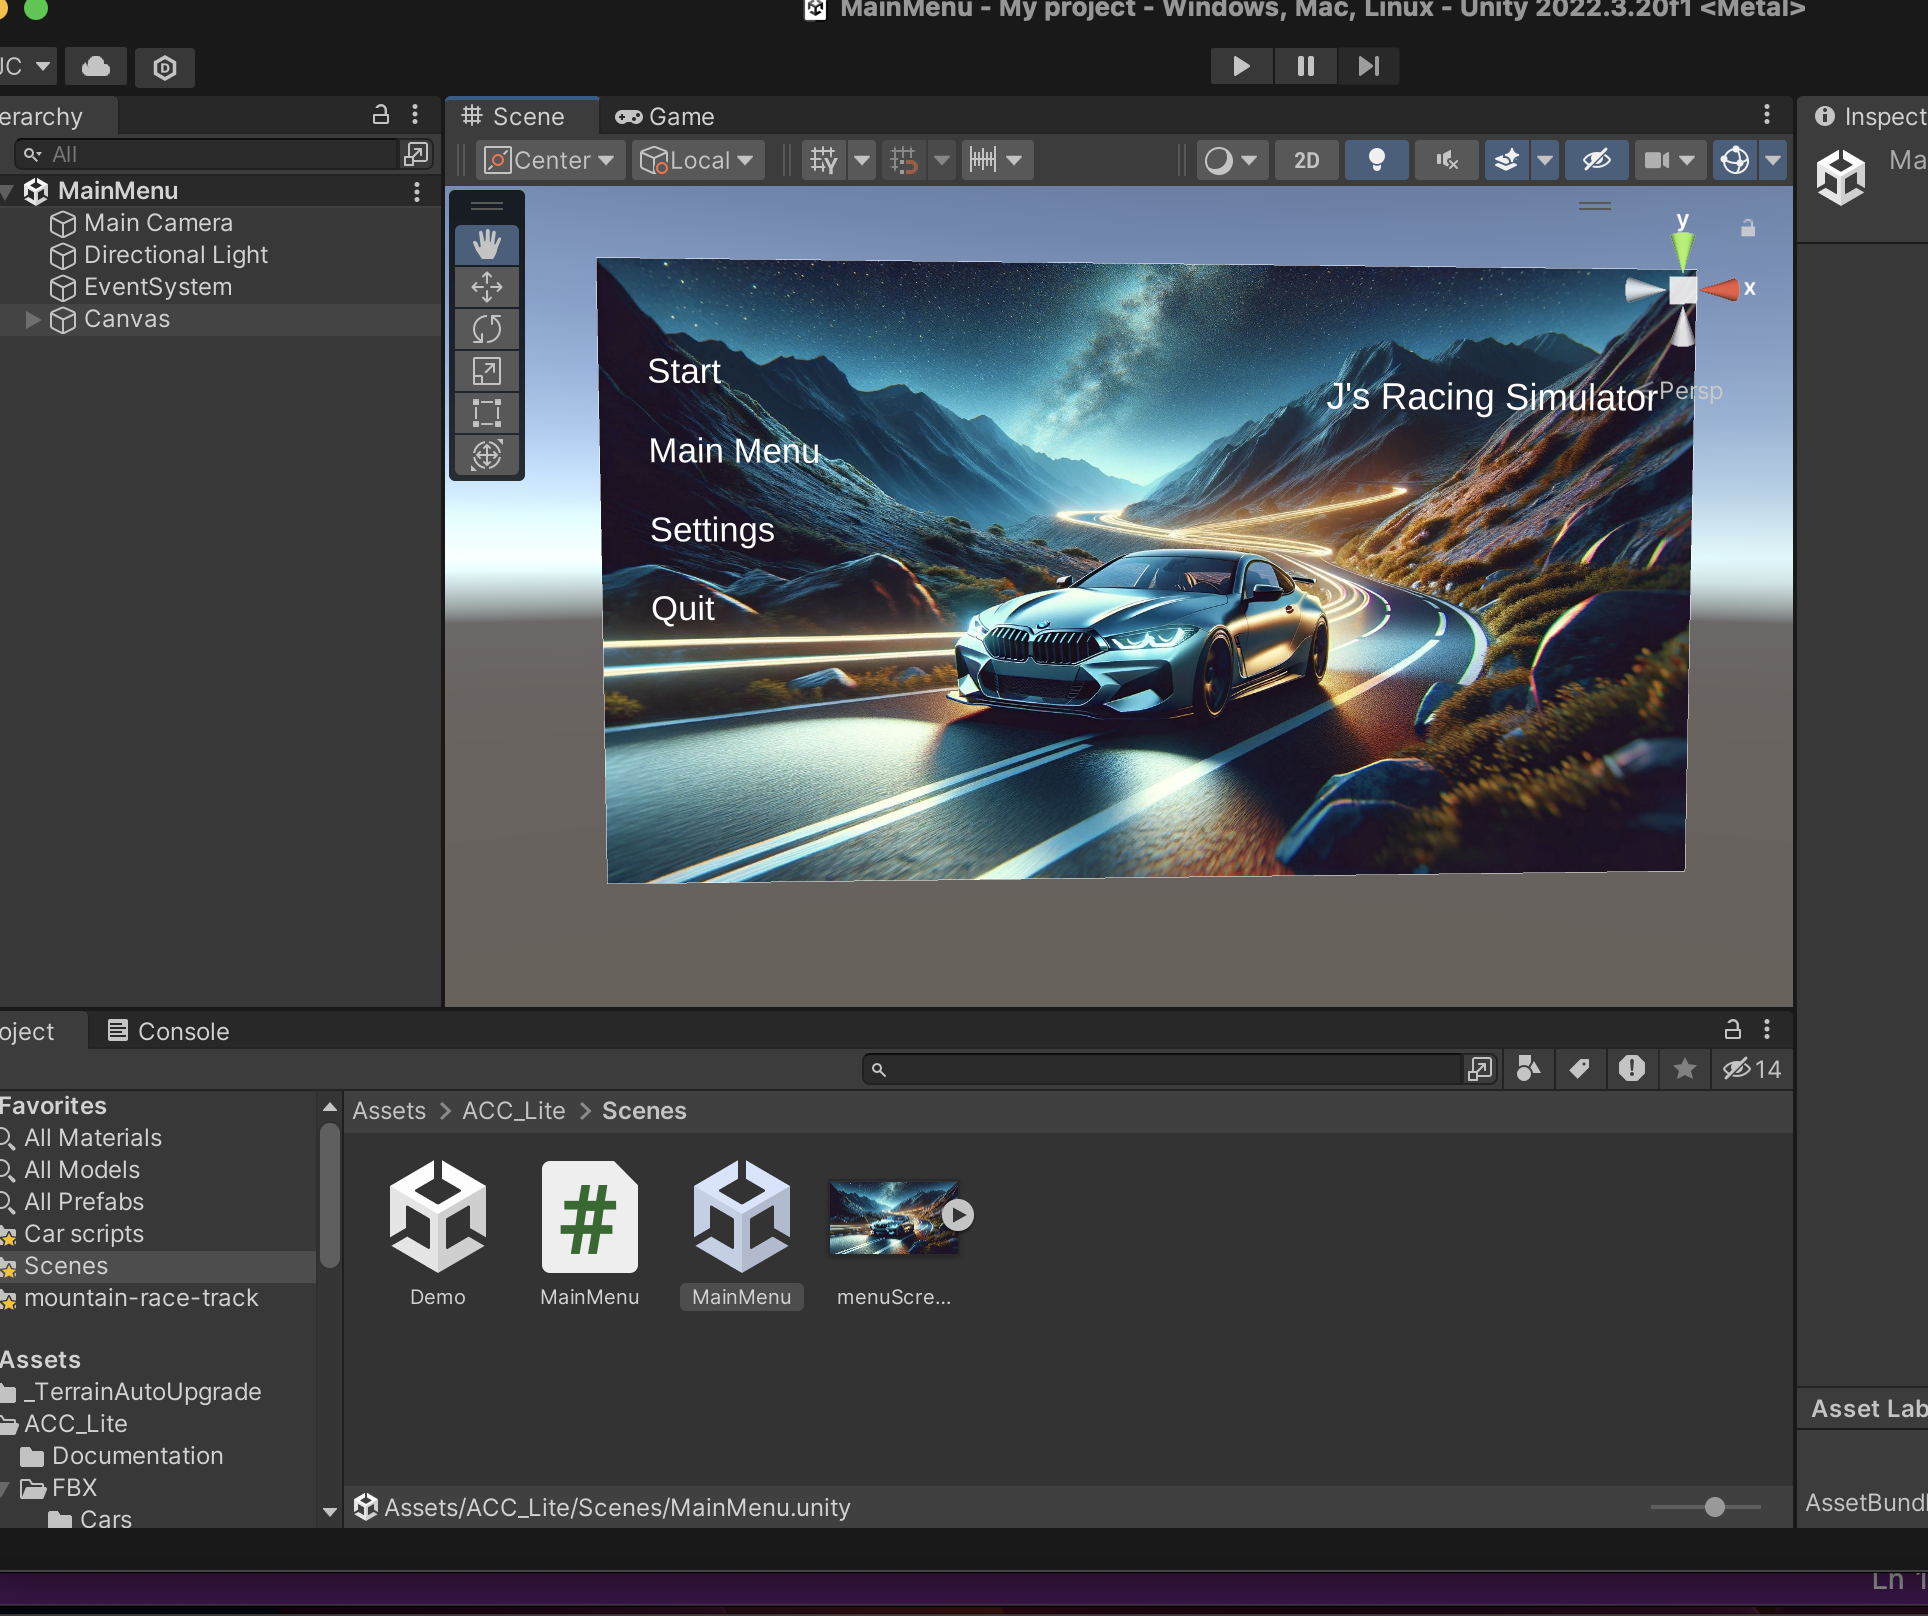 MainMenu - My project - Windows, Mac, Linux - Unity 2022.3.20f1 <Metal>
JC
erarchy
Scene
Game
Inspect
All
Center
Local
2D
Ma
MainMenu
Main Camera
Directional Light
EventSystem
Canvas
y
x
Persp
Start
J's Racing Simulator
Main Menu
Settings
Quit
oject
Console
14
Favorites
All Materials
All Models
All Prefabs
Car scripts
Scenes
mountain-race-track
Assets
_TerrainAutoUpgrade
ACC_Lite
Documentation
FBX
Cars
Assets > ACC_Lite > Scenes
#
Demo
MainMenu
MainMenu
menuScre...
Assets/ACC_Lite/Scenes/MainMenu.unity
Asset Lab
AssetBundl
Ln 1